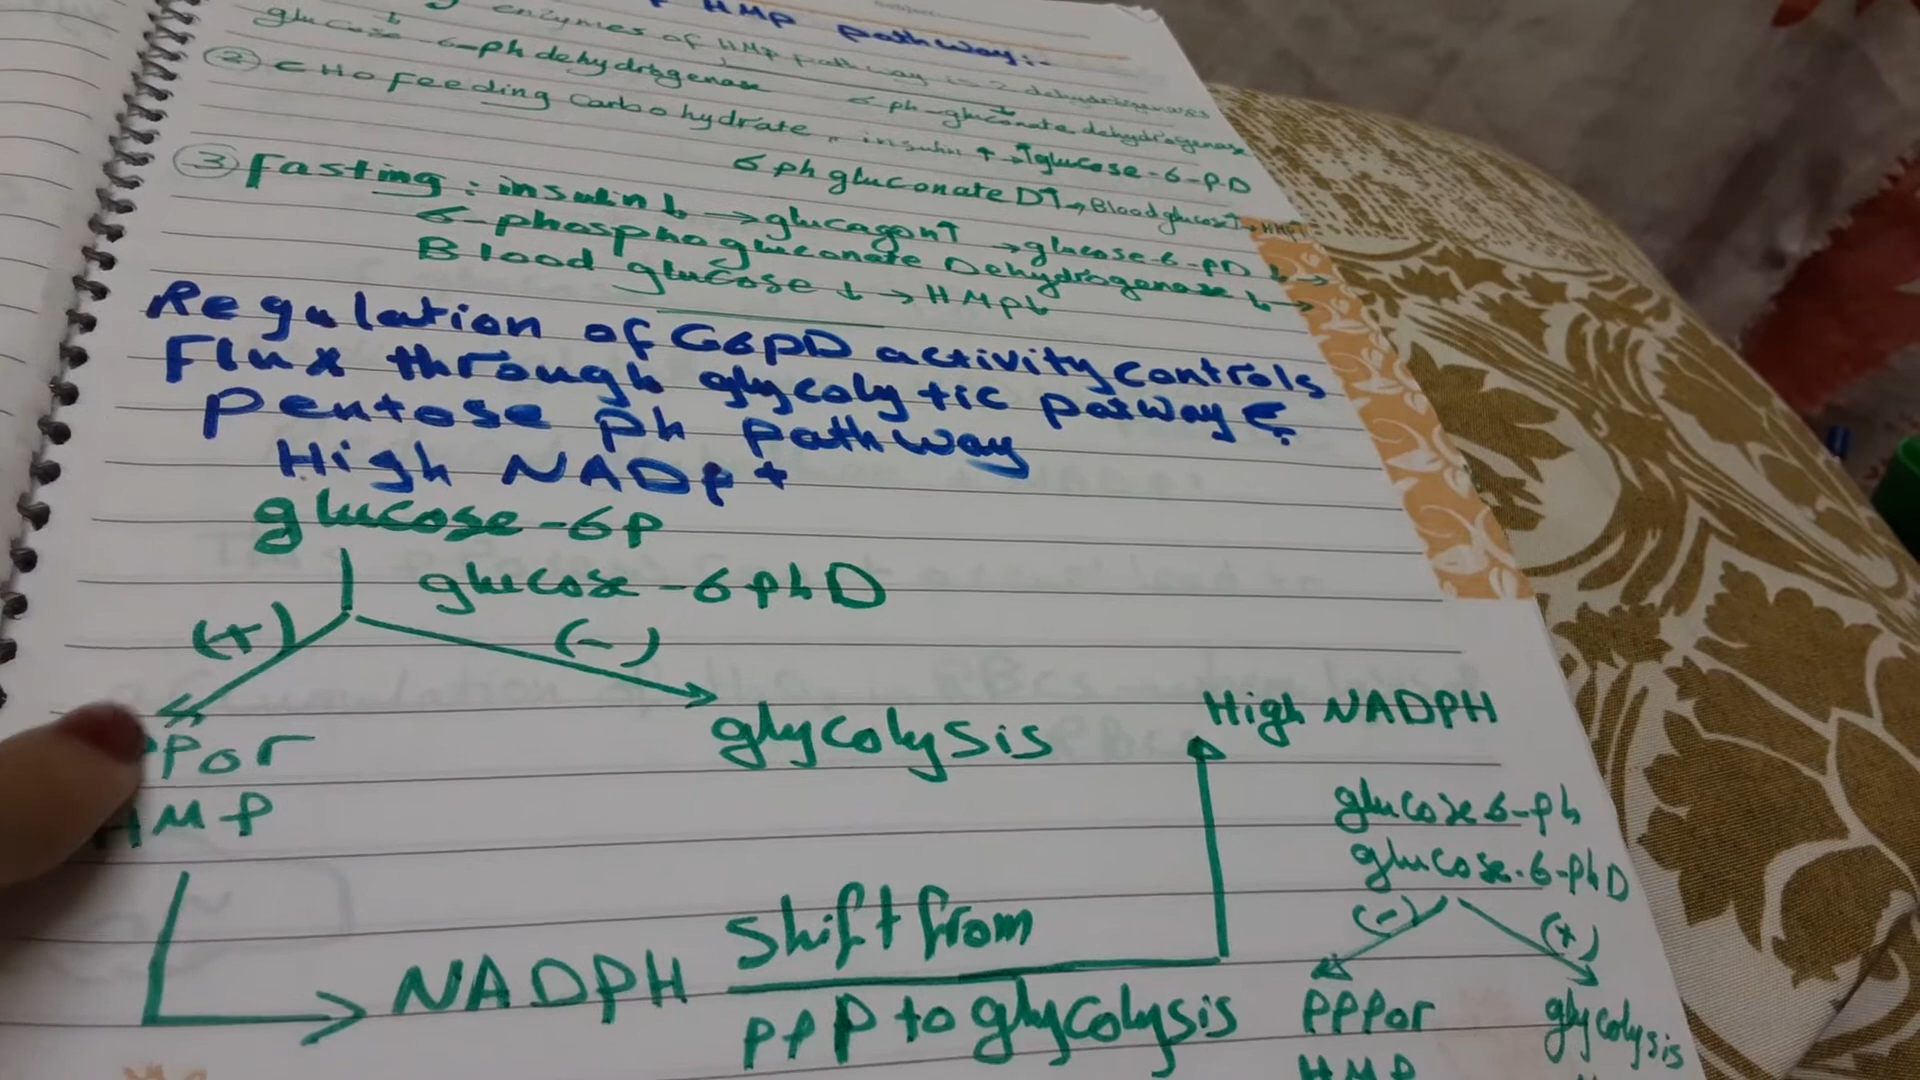 HMP pathway:-
enzymes of HMP pathway is 2 dehydrogenases
glucose-6-ph dehydrogenase 6-ph-gluconate dehydrogenase
② CHO Feeding Carbohydrate, insulin ↑ → ↑ glucose-6-P.D
6 ph gluconate D↑→ Blood glucose↑→ HMP↑
③ Fasting: insulin↓ → glucagon↑ → glucose-6-PD ↓ →
6-phosphogluconate Dehydrogenase ↓ →
Blood glucose ↓ → HMP↓
Regulation of G6PD activity controls
Flux through glycolytic patway &
Pentose ph pathway
High NADP+
glucose-6P
glucose-6phD
(+) (-)
PP or glycolysis
HMP
NADPH Shift from
PPP to glycolysis
High NADPH
glucose 6-ph
glucose-6-phD
(-) (+)
PPP or glycolysis
HMP